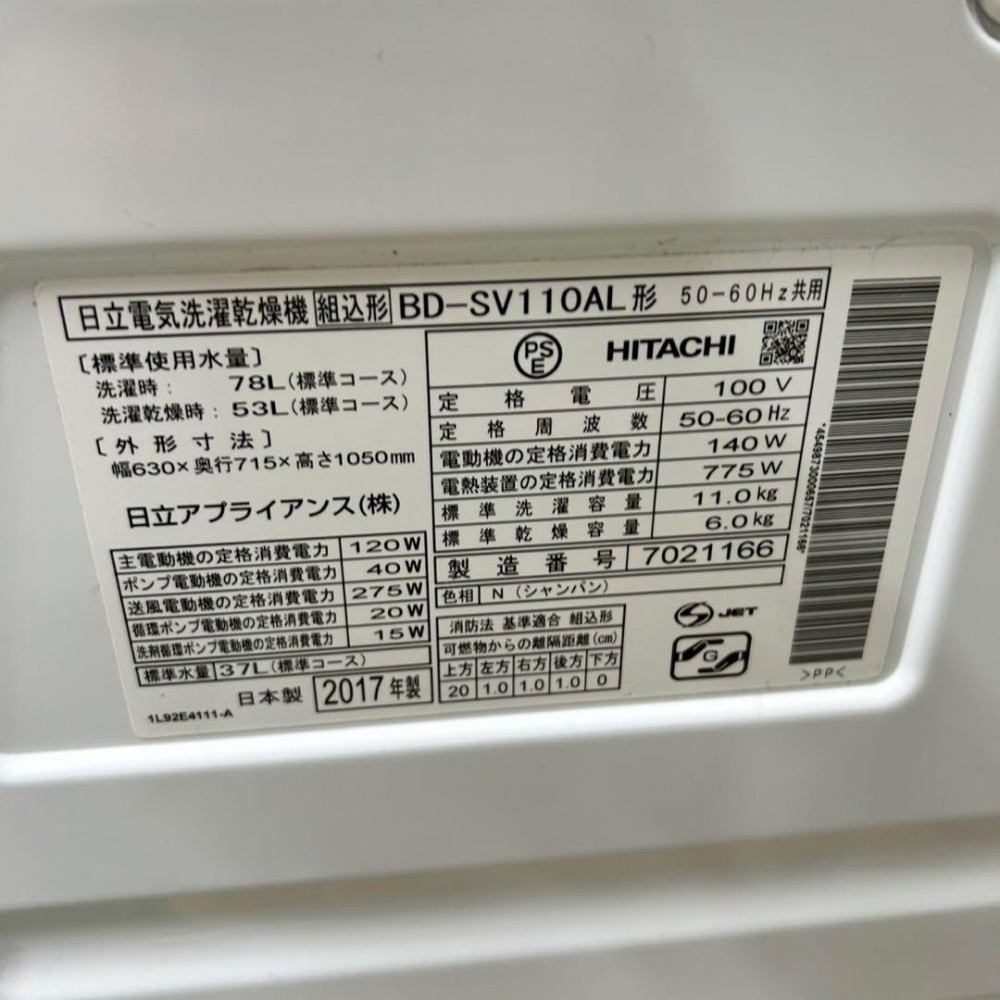 日立電気洗濯乾燥機 組込形 BD-SV110AL形 50-60Hz共用
[標準使用水量]
洗濯時: 78L(標準コース)
洗濯乾燥時: 53L(標準コース)
[外形寸法]
幅630×奥行715×高さ1050mm
日立アプライアンス(株)
主電動機の定格消費電力 120W
ポンプ電動機の定格消費電力 40W
送風電動機の定格消費電力 275W
循環ポンプ電動機の定格消費電力 20W
洗剤循環ポンプ電動機の定格消費電力 15W
標準水量 37L(標準コース)
日本製 2017年製
1L92E4111-A
PSE HITACHI
定格電圧 100V
定格周波数 50-60Hz
電動機の定格消費電力 140W
電熱装置の定格消費電力 775W
標準洗濯容量 11.0kg
標準乾燥容量 6.0kg
製造番号 7021166
色相 N (シャンパン)
消防法 基準適合 組込形
可燃物からの離隔距離(cm)
上方 左方 右方 後方 下方
20 1.0 1.0 1.0 0
S JET
G
>PP<